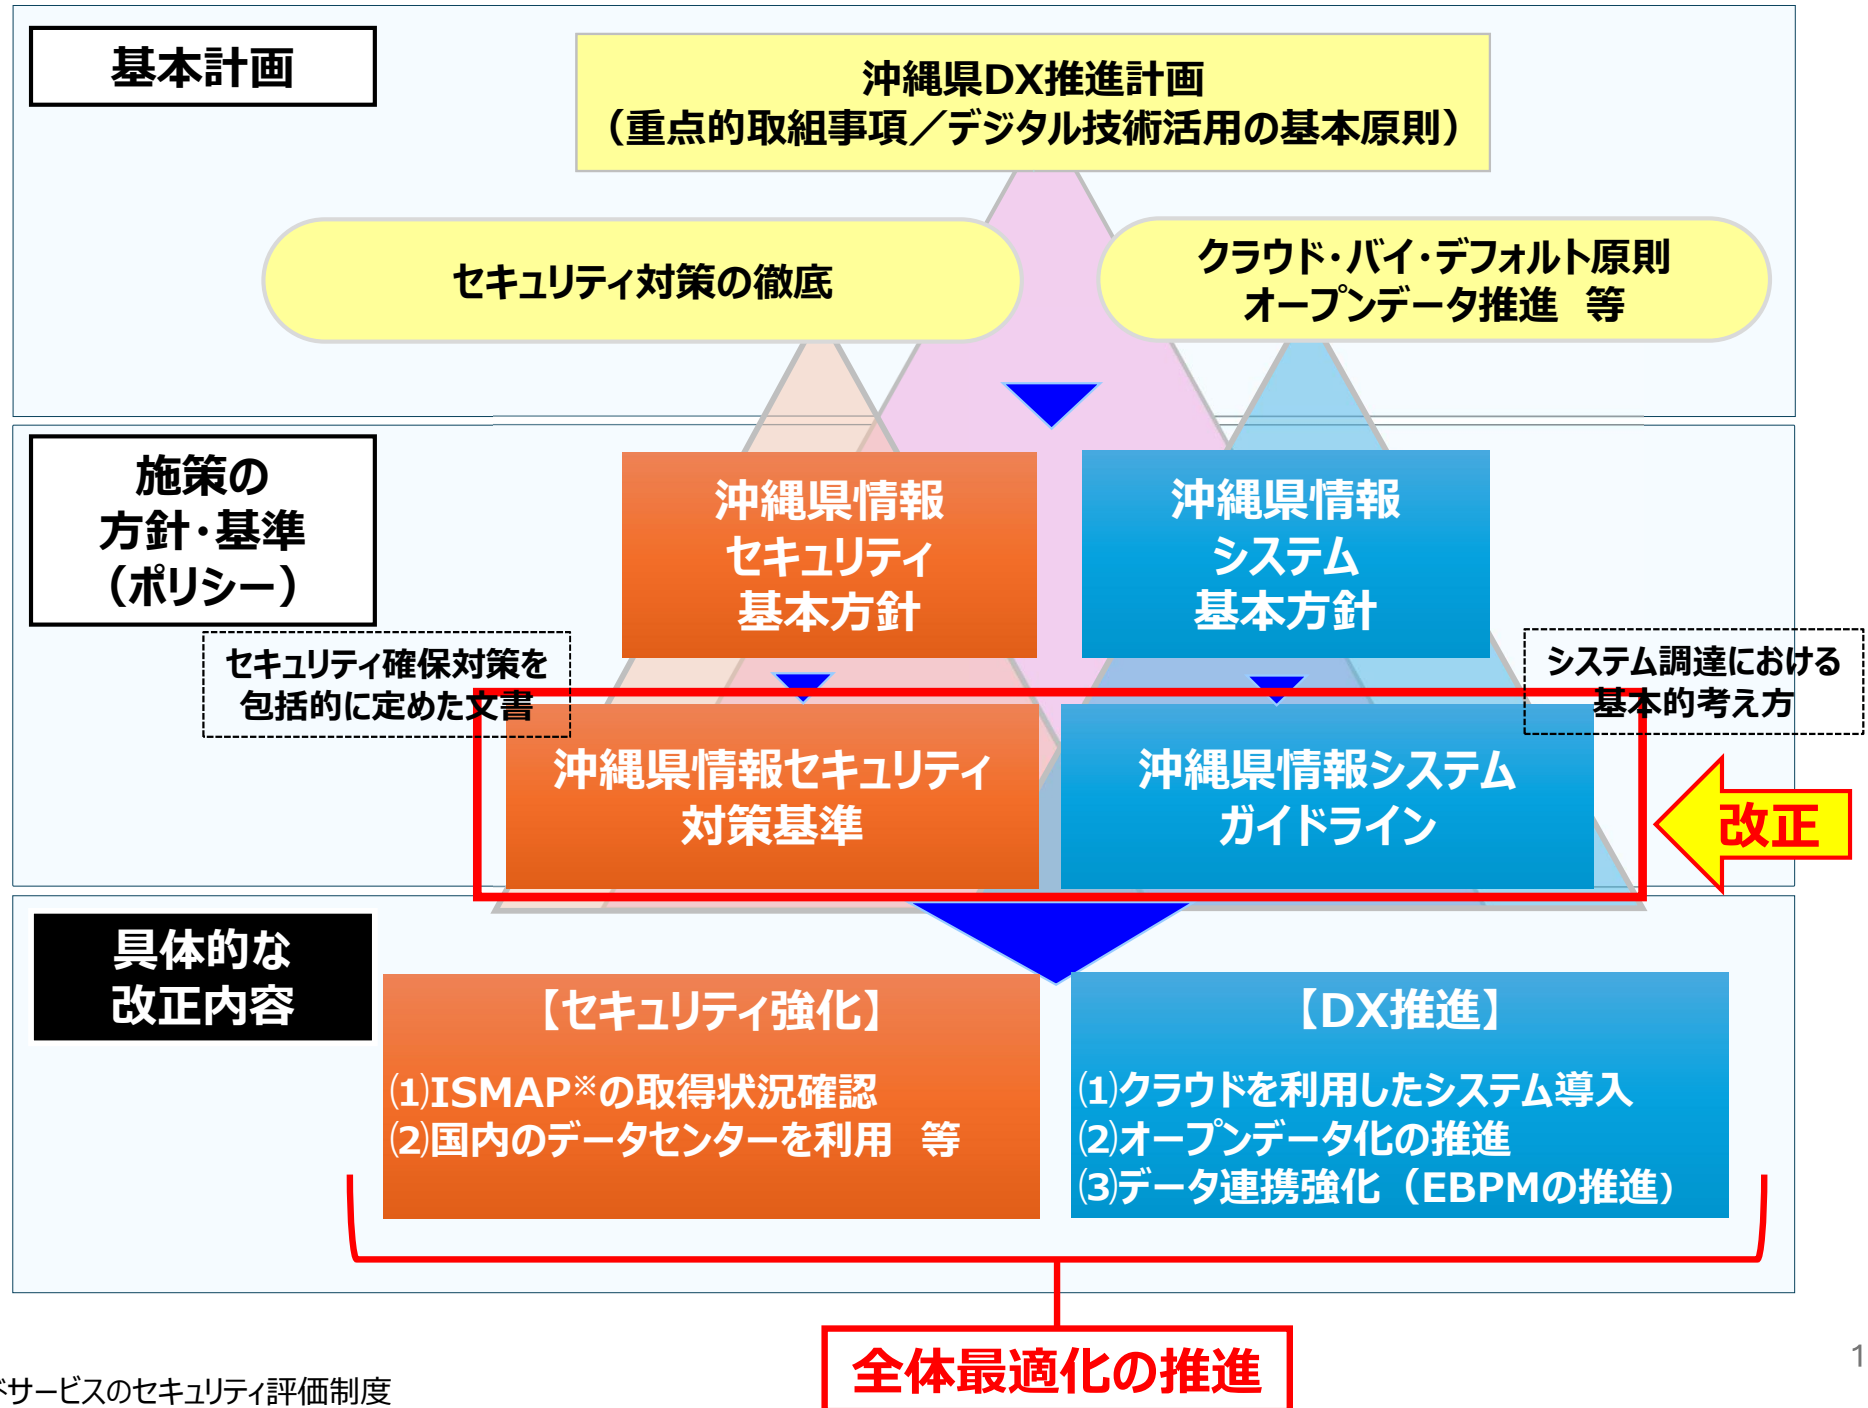 基本計画
沖縄県DX推進計画
（重点的取組事項／デジタル技術活用の基本原則）
セキュリティ対策の徹底
クラウド・バイ・デフォルト原則
オープンデータ推進　等
施策の
方針・基準
（ポリシー）
沖縄県情報
セキュリティ
基本方針
沖縄県情報
システム
基本方針
セキュリティ確保対策を
包括的に定めた文書
システム調達における
基本的考え方
沖縄県情報セキュリティ
対策基準
沖縄県情報システム
ガイドライン
改正
具体的な
改正内容
【セキュリティ強化】
⑴ISMAP※の取得状況確認
⑵国内のデータセンターを利用　等
【DX推進】
⑴クラウドを利用したシステム導入
⑵オープンデータ化の推進
⑶データ連携強化（EBPMの推進）
全体最適化の推進
1
ドサービスのセキュリティ評価制度